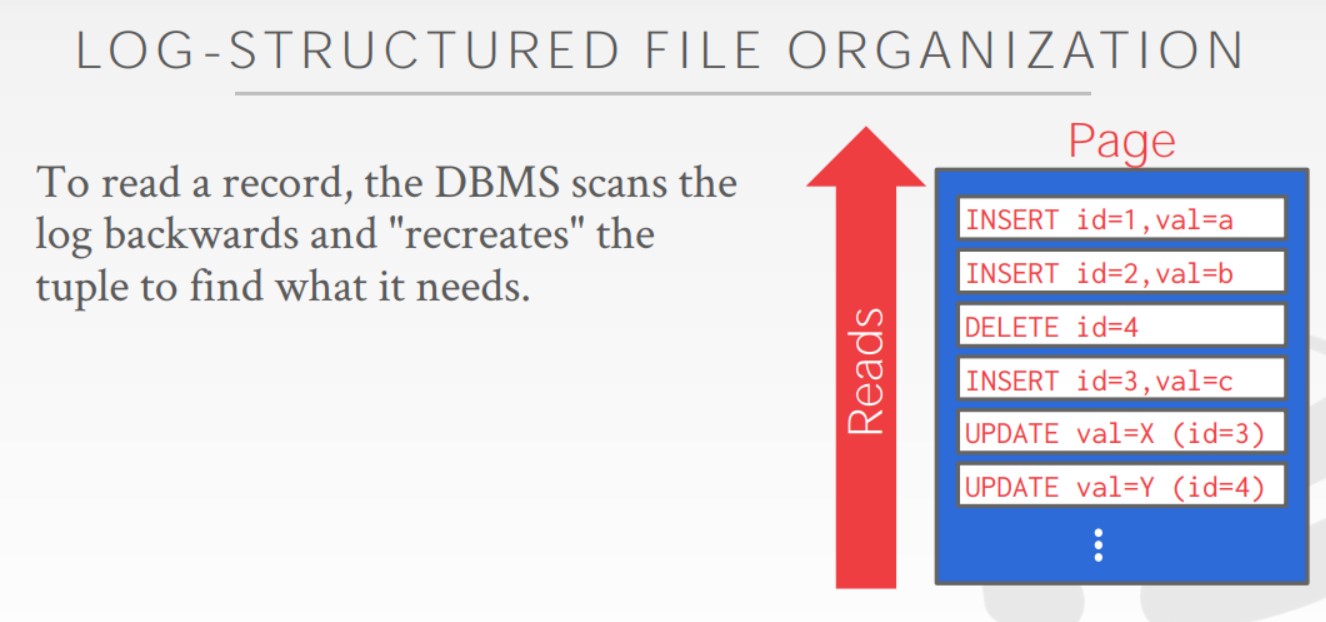 LOG-STRUCTURED FILE ORGANIZATION
To read a record, the DBMS scans the
log backwards and "recreates" the
tuple to find what it needs.
Reads
Page
INSERT id=1,val=a
INSERT id=2,val=b
DELETE id=4
INSERT id=3,val=c
UPDATE val=X (id=3)
UPDATE val=Y (id=4)
⋮